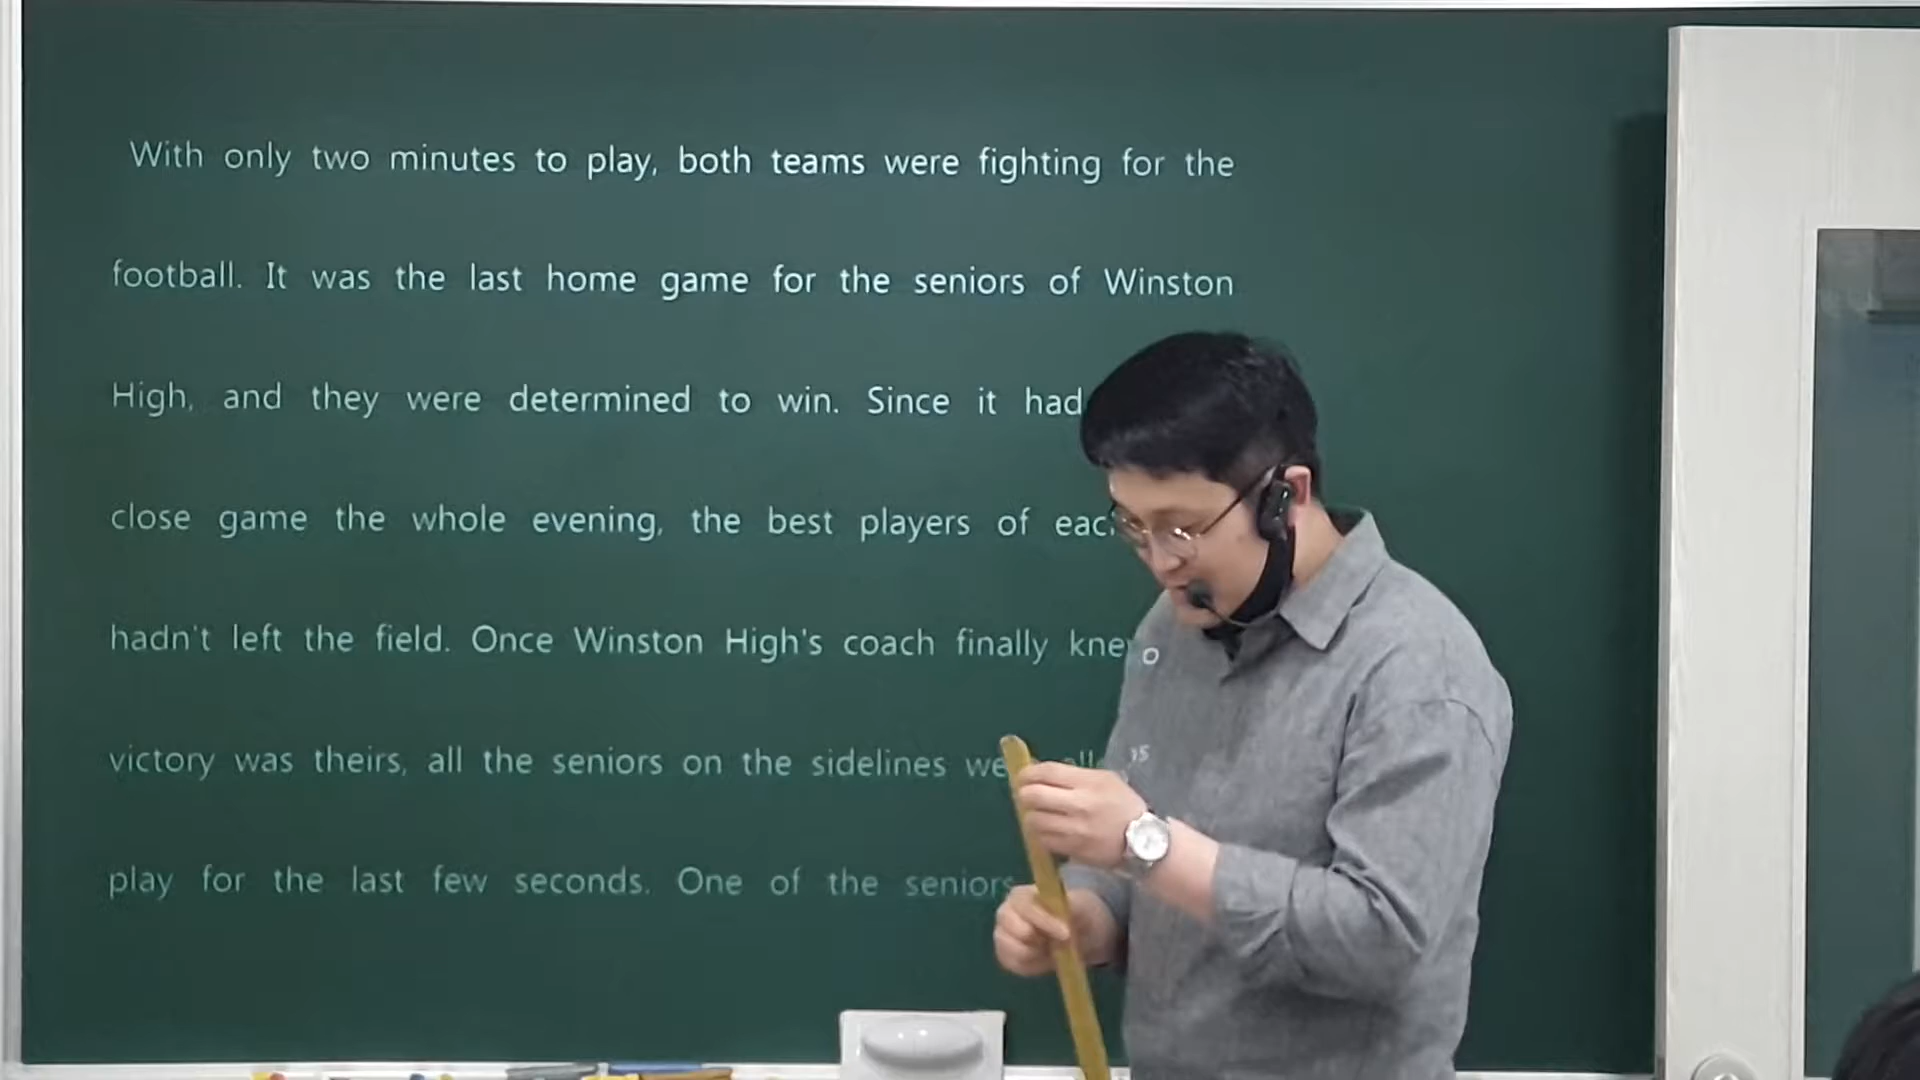 With only two minutes to play, both teams were fighting for the
football. It was the last home game for the seniors of Winston
High, and they were determined to win. Since it had
close game the whole evening, the best players of
hadn't left the field. Once Winston High's coach finally
victory was theirs, all the seniors on the sidelines
play for the last few seconds. One of the seniors